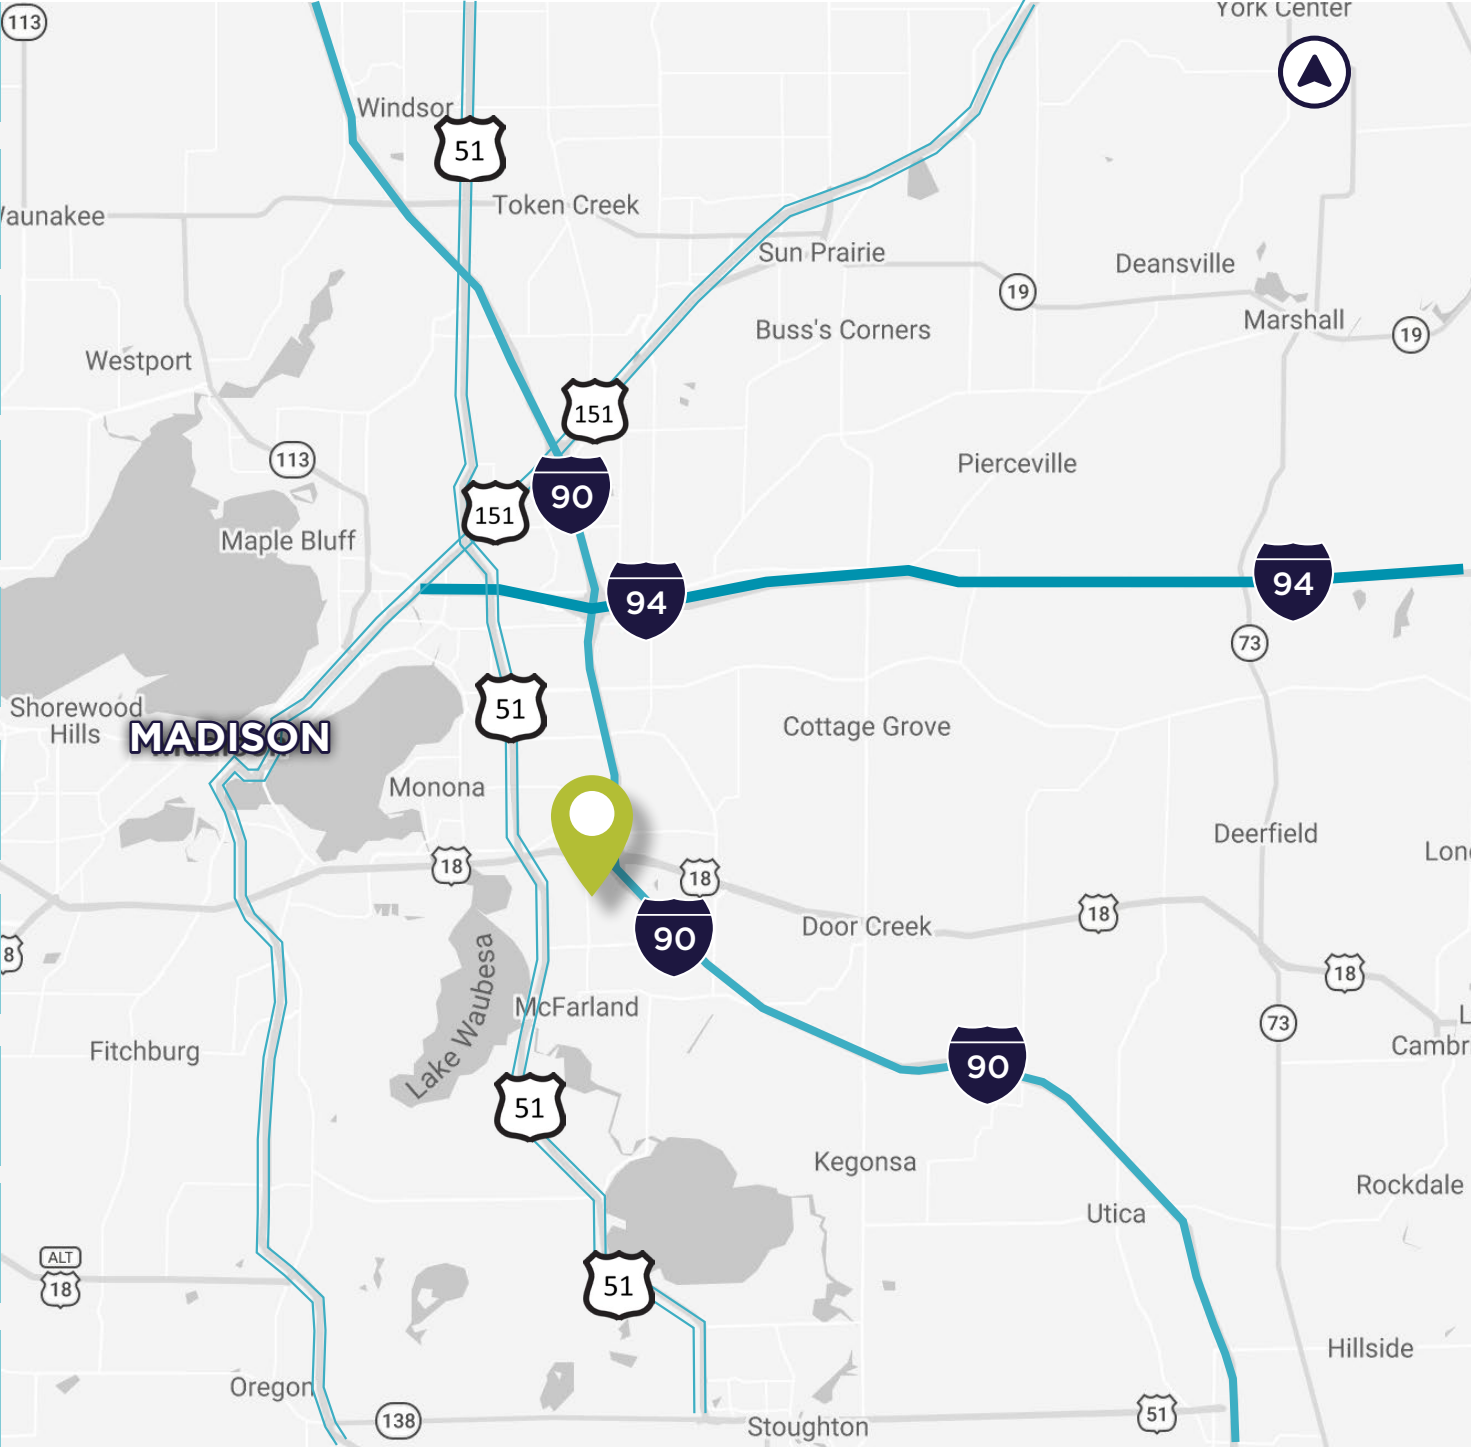 York Center
113
Windsor
51
Token Creek
Vaunakee
Sun Prairie
Deansville
19
Marshall
Buss's Corners
19
Westport
151
113
Pierceville
90
151
Maple Bluff
94
94
73
Shorewood
Hills
51
MADISON
Cottage Grove
Monona
Deerfield
Lon
18
18
18
Door Creek
90
8
18
Lake Waubesa
McFarland
73
L
Cambr
Fitchburg
90
51
Kegonsa
Rockdale
Utica
ALT
18
51
Hillside
Oregon
138
51
Stoughton